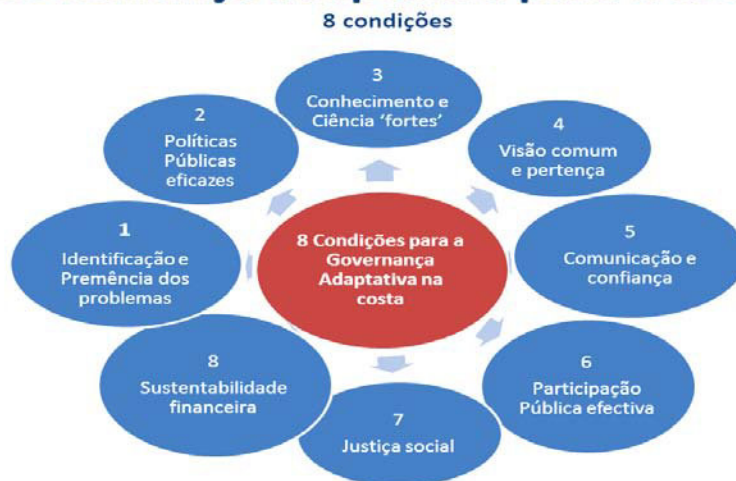 8 condições
3
Conhecimento e
Ciência ‘fortes’
2
Políticas
Públicas
eficazes
4
Visão comum
e pertença
1
Identificação e
Premência dos
problemas
8 Condições para a
Governança
Adaptativa na
costa
5
Comunicação e
confiança
8
Sustentabilidade
financeira
6
Participação
Pública efectiva
7
Justiça social